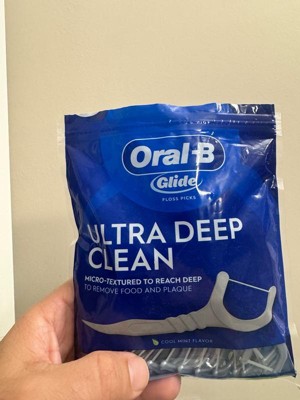 Oral-B
Glide
FLOSS PICKS
ULTRA DEEP
CLEAN
MICRO-TEXTURED TO REACH DEEP
TO REMOVE FOOD AND PLAQUE
COOL MINT FLAVOR